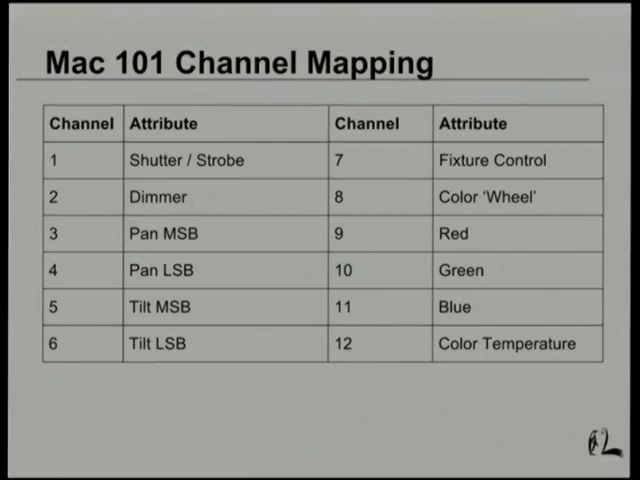 Mac 101 Channel Mapping
Channel Attribute Channel Attribute
1 Shutter / Strobe 7 Fixture Control
2 Dimmer 8 Color ‘Wheel’
3 Pan MSB 9 Red
4 Pan LSB 10 Green
5 Tilt MSB 11 Blue
6 Tilt LSB 12 Color Temperature